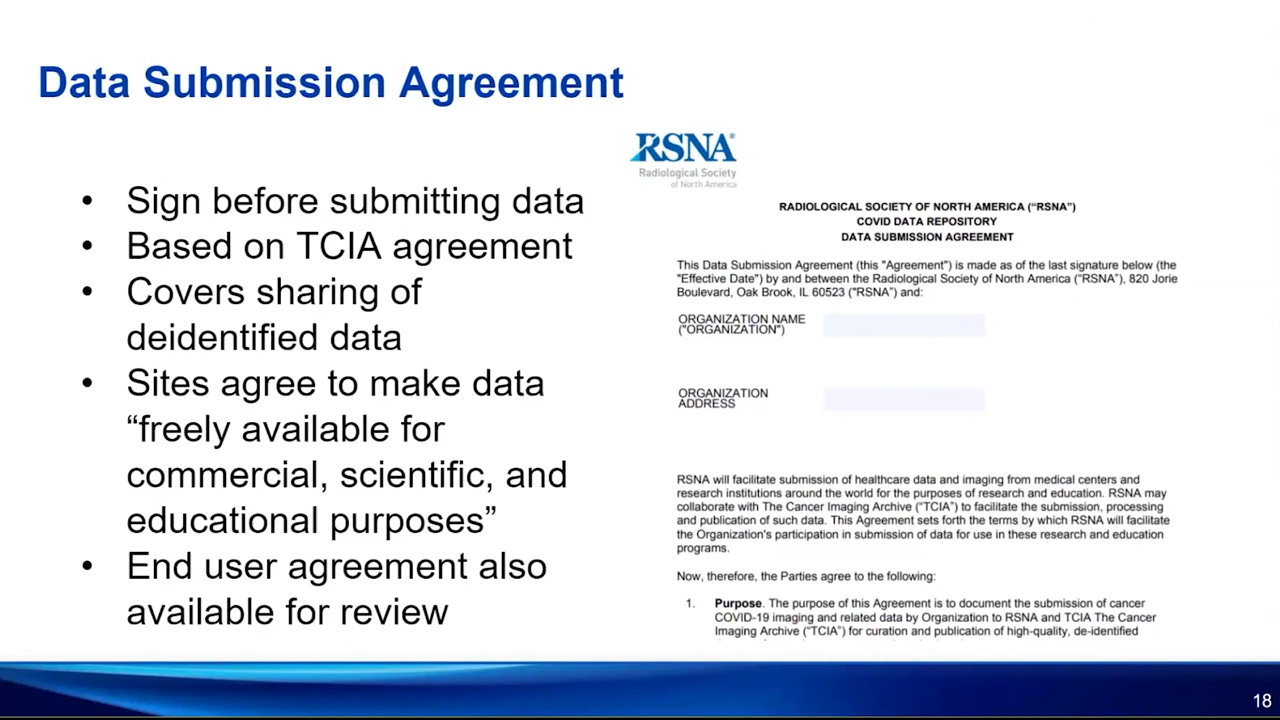 Data Submission Agreement
• Sign before submitting data
• Based on TCIA agreement
• Covers sharing of
deidentified data
• Sites agree to make data
“freely available for
commercial, scientific, and
educational purposes”
• End user agreement also
available for review
RSNA®
Radiological Society
of North America
RADIOLOGICAL SOCIETY OF NORTH AMERICA (“RSNA”)
COVID DATA REPOSITORY
DATA SUBMISSION AGREEMENT
This Data Submission Agreement (this "Agreement") is made as of the last signature below (the
"Effective Date") by and between the Radiological Society of North America (“RSNA”), 820 Jorie
Boulevard, Oak Brook, IL 60523 ("RSNA") and:
ORGANIZATION NAME
("ORGANIZATION")
ORGANIZATION
ADDRESS
RSNA will facilitate submission of healthcare data and imaging from medical centers and
research institutions around the world for the purposes of research and education. RSNA may
collaborate with The Cancer Imaging Archive (“TCIA”) to facilitate the submission, processing
and publication of such data. This Agreement sets forth the terms by which RSNA will facilitate
the Organization's participation in submission of data for use in these research and education
programs.
Now, therefore, the Parties agree to the following:
1. Purpose. The purpose of this Agreement is to document the submission of cancer
COVID-19 imaging and related data by Organization to RSNA and TCIA The Cancer
Imaging Archive (“TCIA”) for curation and publication of high-quality, de-identified
18